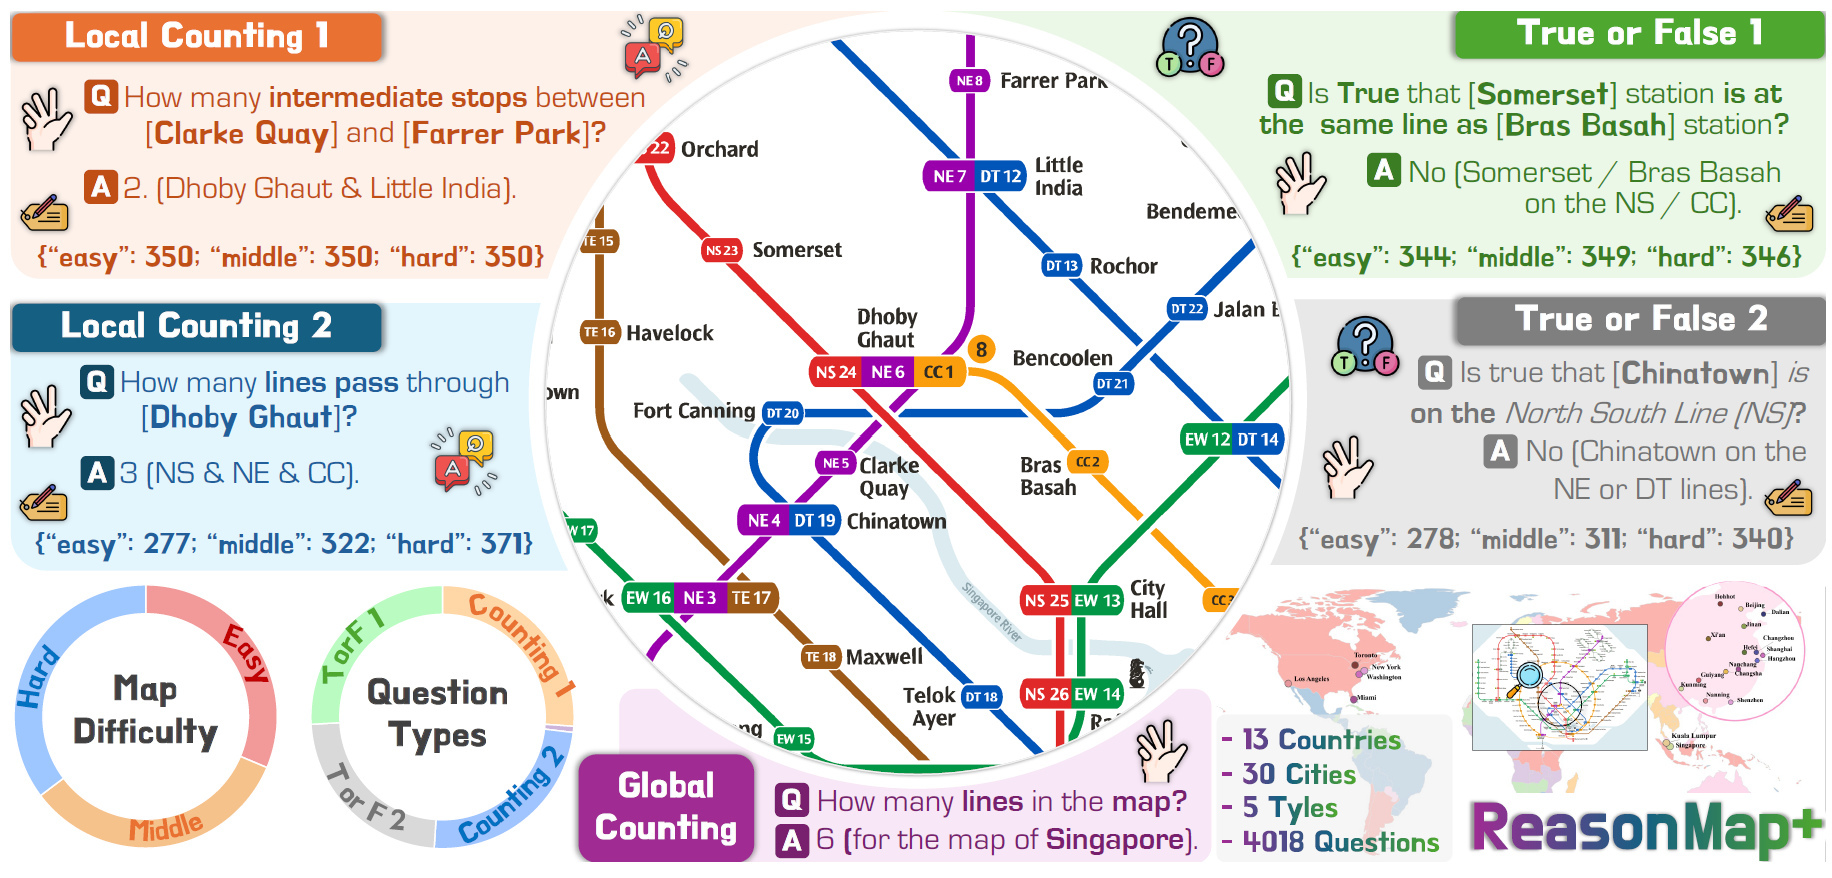 Local Counting 1
Q How many intermediate stops between
[Clarke Quay] and [Farrer Park]?
A 2. (Dhoby Ghaut & Little India).
{“easy”: 350; “middle”: 350; “hard”: 350}
Local Counting 2
Q How many lines pass through
[Dhoby Ghaut]?
A 3 (NS & NE & CC).
{“easy”: 277; “middle”: 322; “hard”: 371}
True or False 1
Q Is True that [Somerset] station is at
the same line as [Bras Basah] station?
A No (Somerset / Bras Basah
on the NS / CC).
{“easy”: 344; “middle”: 349; “hard”: 346}
True or False 2
Q Is true that [Chinatown] is
on the North South Line (NS)?
A No (Chinatown on the
NE or DT lines).
{“easy”: 278; “middle”: 311; “hard”: 340}
NE 8 Farrer Park
22 Orchard
NE 7 DT 12 Little
India
Bendeme
TE 15
NS 23 Somerset
DT 13 Rochor
DT 22 Jalan B
Dhoby
Ghaut
TE 16 Havelock
8
NS 24 NE 6 CC 1
Bencoolen
DT 21
own
Fort Canning DT 20
EW 12 DT 14
NE 5 Clarke
Quay
Bras
Basah
CC 2
NE 4 DT 19 Chinatown
W 17
k EW 16 NE 3 TE 17
Singapore River
NS 25 EW 13 City
Hall
CC 3
TE 18 Maxwell
Telok
Ayer
DT 18
NS 26 EW 14
Ra
ng
EW 15
Map
Difficulty
Hard
Easy
Middle
Question
Types
T or F 1
Counting 1
T or F 2
Counting 2
Global
Counting
Q How many lines in the map?
A 6 (for the map of Singapore).
- 13 Countries
- 30 Cities
- 5 Tyles
- 4018 Questions
Toronto
New York
Washington
Los Angeles
Miami
Hohhot
Beijing
Dalian
Jinan
Xi'an
Changzhou
Hefei
Shanghai
Hangzhou
Nanchang
Changsha
Guiyang
Kunming
Nanning
Shenzhen
Kuala Lumpur
Singapore
ReasonMap+